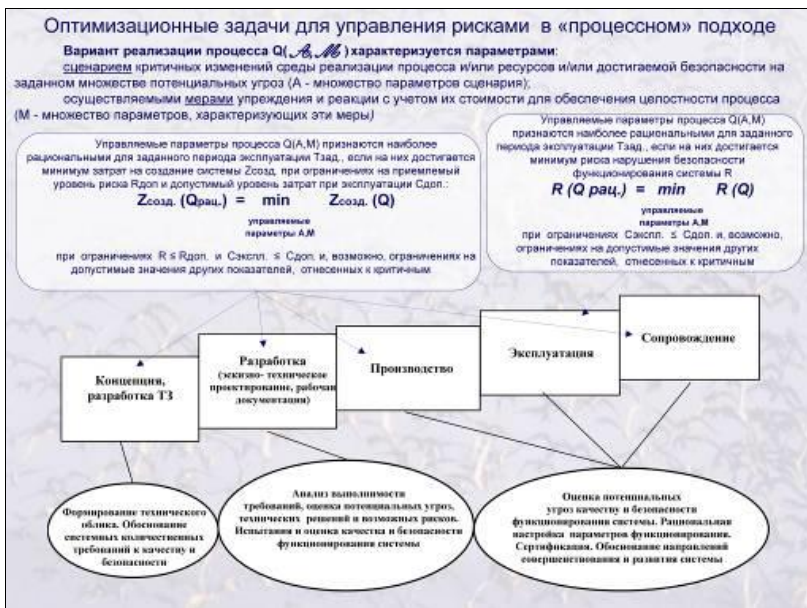 Оптимизационные задачи для управления рисками в «процессном» подходе
Вариант реализации процесса Q(A,M) характеризуется параметрами:
сценарием критичных изменений среды реализации процесса и/или ресурсов и/или достигаемой безопасности на
заданном множестве потенциальных угроз (А - множество параметров сценария);
осуществляемыми мерами упреждения и реакции с учетом их стоимости для обеспечения целостности процесса
(М - множество параметров, характеризующих эти меры)
Управляемые параметры процесса Q(A,M) признаются наиболее
рациональными для заданного периода эксплуатации Тзад., если на них достигается
минимум затрат на создание системы Zсозд. при ограничениях на приемлемый
уровень риска Rдоп и допустимый уровень затрат при эксплуатации Сдоп.:
Zсозд. (Qрац.) = min Zсозд. (Q)
управляемые
параметры А,М
при ограничениях R ≤ Rдоп. и Сэкспл. ≤ Сдоп. и, возможно, ограничениях на
допустимые значения других показателей, отнесенных к критичным
Управляемые параметры процесса Q(A,M)
признаются наиболее рациональными для заданного
периода эксплуатации Тзад., если на них достигается
минимум риска нарушения безопасности
функционирования системы R
R (Q рац.) = min R (Q)
управляемые
параметры А,М
при ограничениях Сэкспл. ≤ Сдоп. и, возможно,
ограничениях на допустимые значения других
показателей, отнесенных к критичным
Концепция,
разработка ТЗ
Разработка
(эскизно- техническое
проектирование, рабочая
документация)
Производство
Эксплуатация
Сопровождение
Формирование технического
облика. Обоснование
системных количественных
требований к качеству и
безопасности
Анализ выполнимости
требований, оценка потенциальных угроз,
технических решений и возможных рисков.
Испытания и оценка качества и безопасности
функционирования системы
Оценка потенциальных
угроз качеству и безопасности
функционирования системы. Рациональная
настройка параметров функционирования.
Сертификация. Обоснование направлений
совершенствования и развития системы